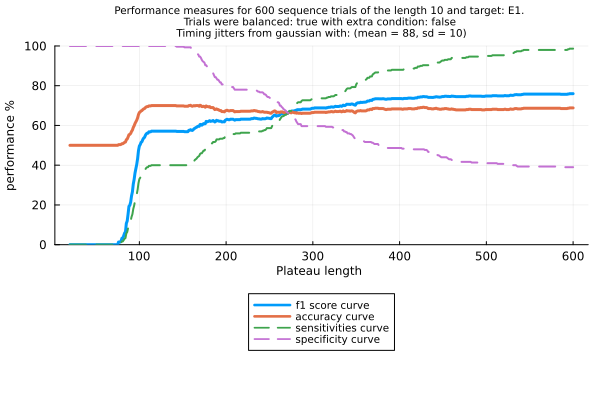 Performance measures for 600 sequence trials of the length 10 and target: E1.
Trials were balanced: true with extra condition: false
Timing jitters from gaussian with: (mean = 88, sd = 10)
100
80
60
40
20
0
performance %
100
200
300
400
500
600
Plateau length
f1 score curve
accuracy curve
sensitivities curve
specificity curve